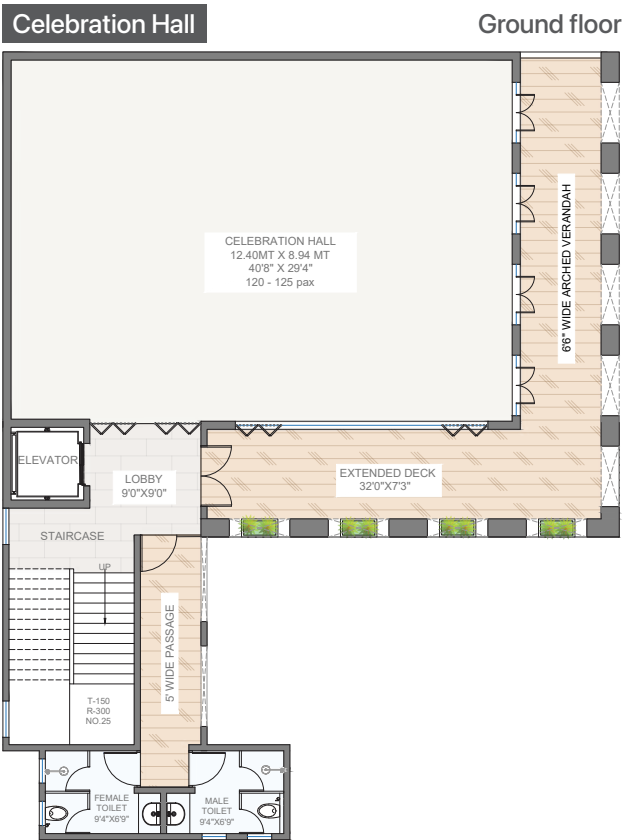 Celebration Hall
Ground floor
CELEBRATION HALL
12.40MT X 8.94 MT
40'8" X 29'4"
120 - 125 pax
6'6" WIDE ARCHED VERANDAH
ELEVATOR
LOBBY
9'0"X9'0"
EXTENDED DECK
32'0"X7'3"
STAIRCASE
UP
5' WIDE PASSAGE
T-150
R-300
NO.25
FEMALE
TOILET
9'4"X6'9"
MALE
TOILET
9'4"X6'9"